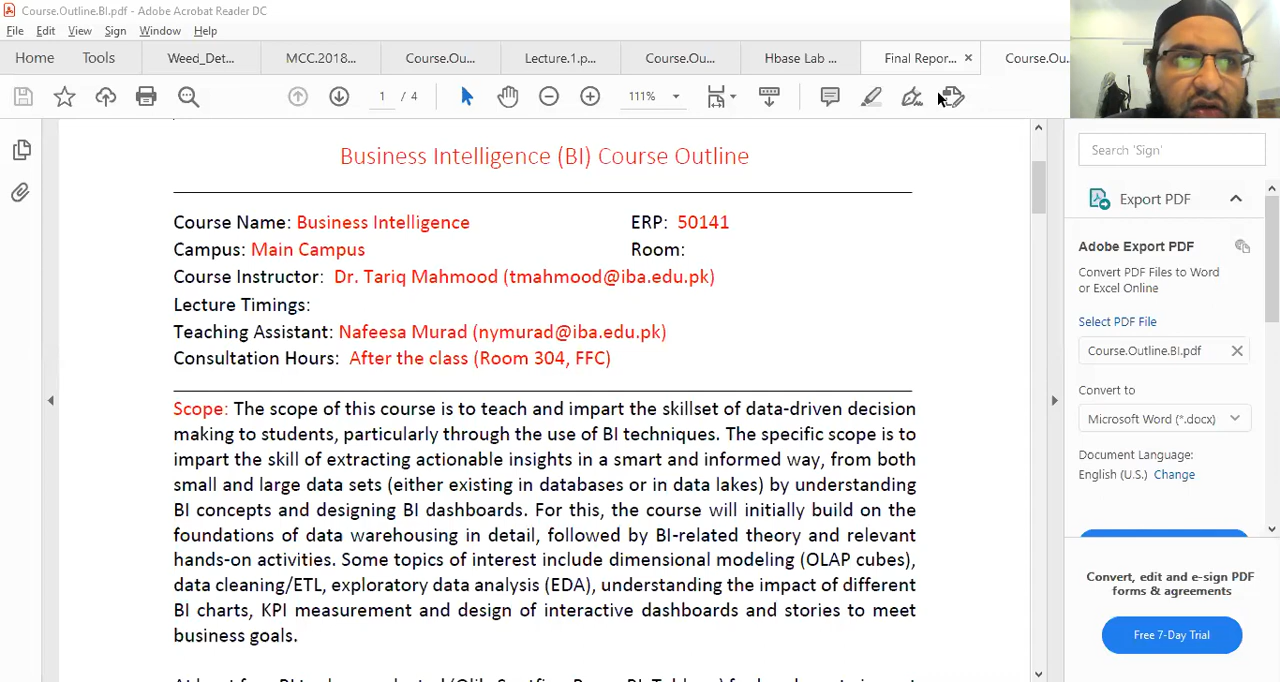 Course.Outline.BI.pdf - Adobe Acrobat Reader DC
File Edit View Sign Window Help
Home Tools Weed_Det... MCC.2018... Course.Ou... Lecture.1.p... Course.Ou... Hbase Lab ... Final Repor... × Course.Ou...
1 / 4 111%
Business Intelligence (BI) Course Outline
Course Name: Business Intelligence ERP: 50141
Campus: Main Campus Room:
Course Instructor: Dr. Tariq Mahmood (tmahmood@iba.edu.pk)
Lecture Timings:
Teaching Assistant: Nafeesa Murad (nymurad@iba.edu.pk)
Consultation Hours: After the class (Room 304, FFC)
Scope: The scope of this course is to teach and impart the skillset of data-driven decision
making to students, particularly through the use of BI techniques. The specific scope is to
impart the skill of extracting actionable insights in a smart and informed way, from both
small and large data sets (either existing in databases or in data lakes) by understanding
BI concepts and designing BI dashboards. For this, the course will initially build on the
foundations of data warehousing in detail, followed by BI-related theory and relevant
hands-on activities. Some topics of interest include dimensional modeling (OLAP cubes),
data cleaning/ETL, exploratory data analysis (EDA), understanding the impact of different
BI charts, KPI measurement and design of interactive dashboards and stories to meet
business goals.
Search 'Sign'
Export PDF
Adobe Export PDF
Convert PDF Files to Word
or Excel Online
Select PDF File
Course.Outline.BI.pdf
Convert to
Microsoft Word (*.docx)
Document Language:
English (U.S.) Change
Convert, edit and e-sign PDF
forms & agreements
Free 7-Day Trial